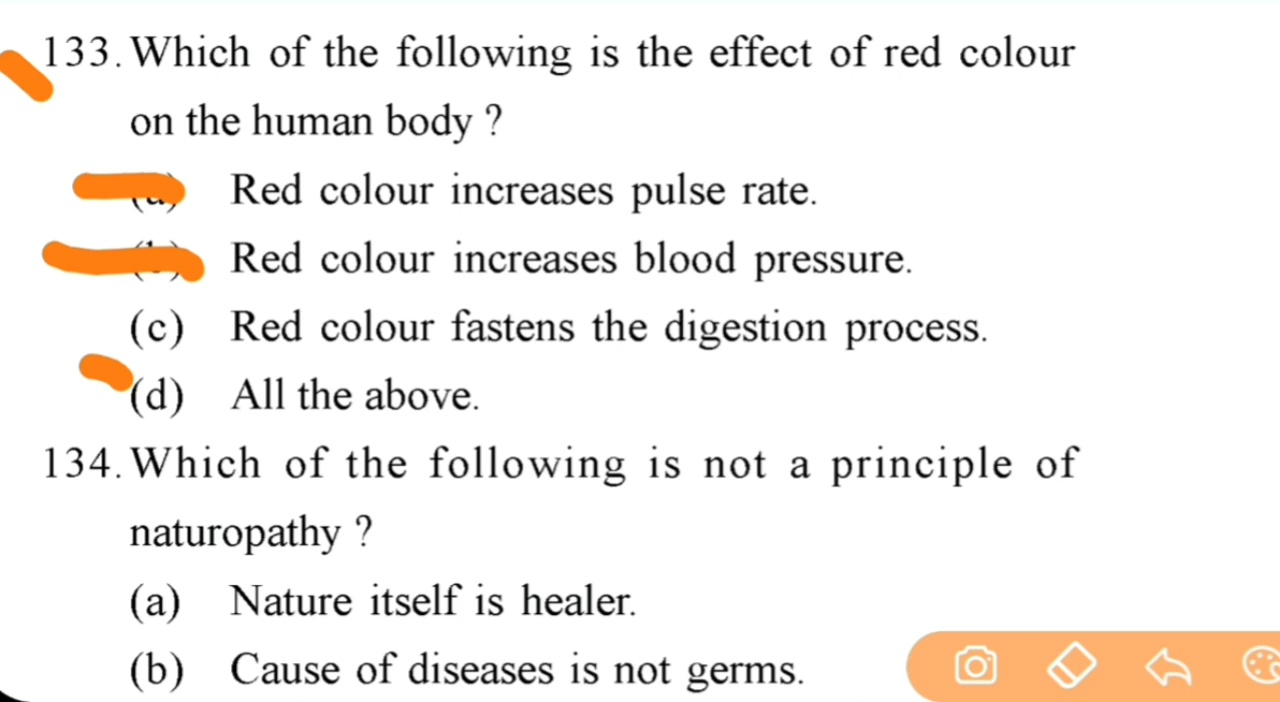 133. Which of the following is the effect of red colour
on the human body ?
(a) Red colour increases pulse rate.
(b) Red colour increases blood pressure.
(c) Red colour fastens the digestion process.
(d) All the above.
134. Which of the following is not a principle of
naturopathy ?
(a) Nature itself is healer.
(b) Cause of diseases is not germs.